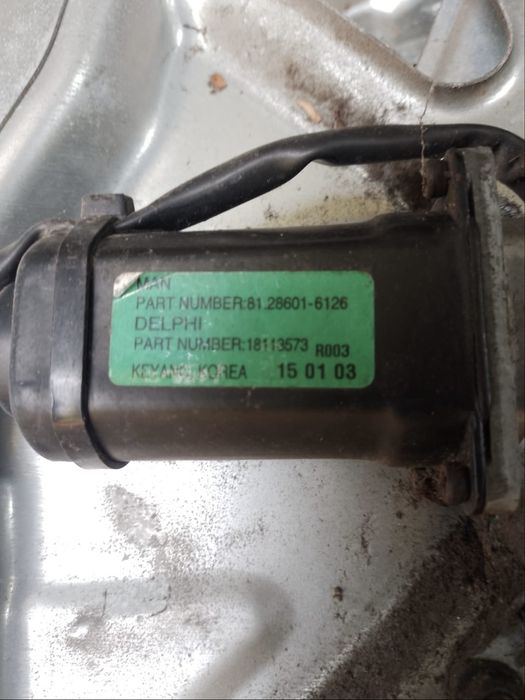 MAN
PART NUMBER:81.28601-6126
DELPHI
PART NUMBER:18113573 R003
KEYANG, KOREA 15 01 03